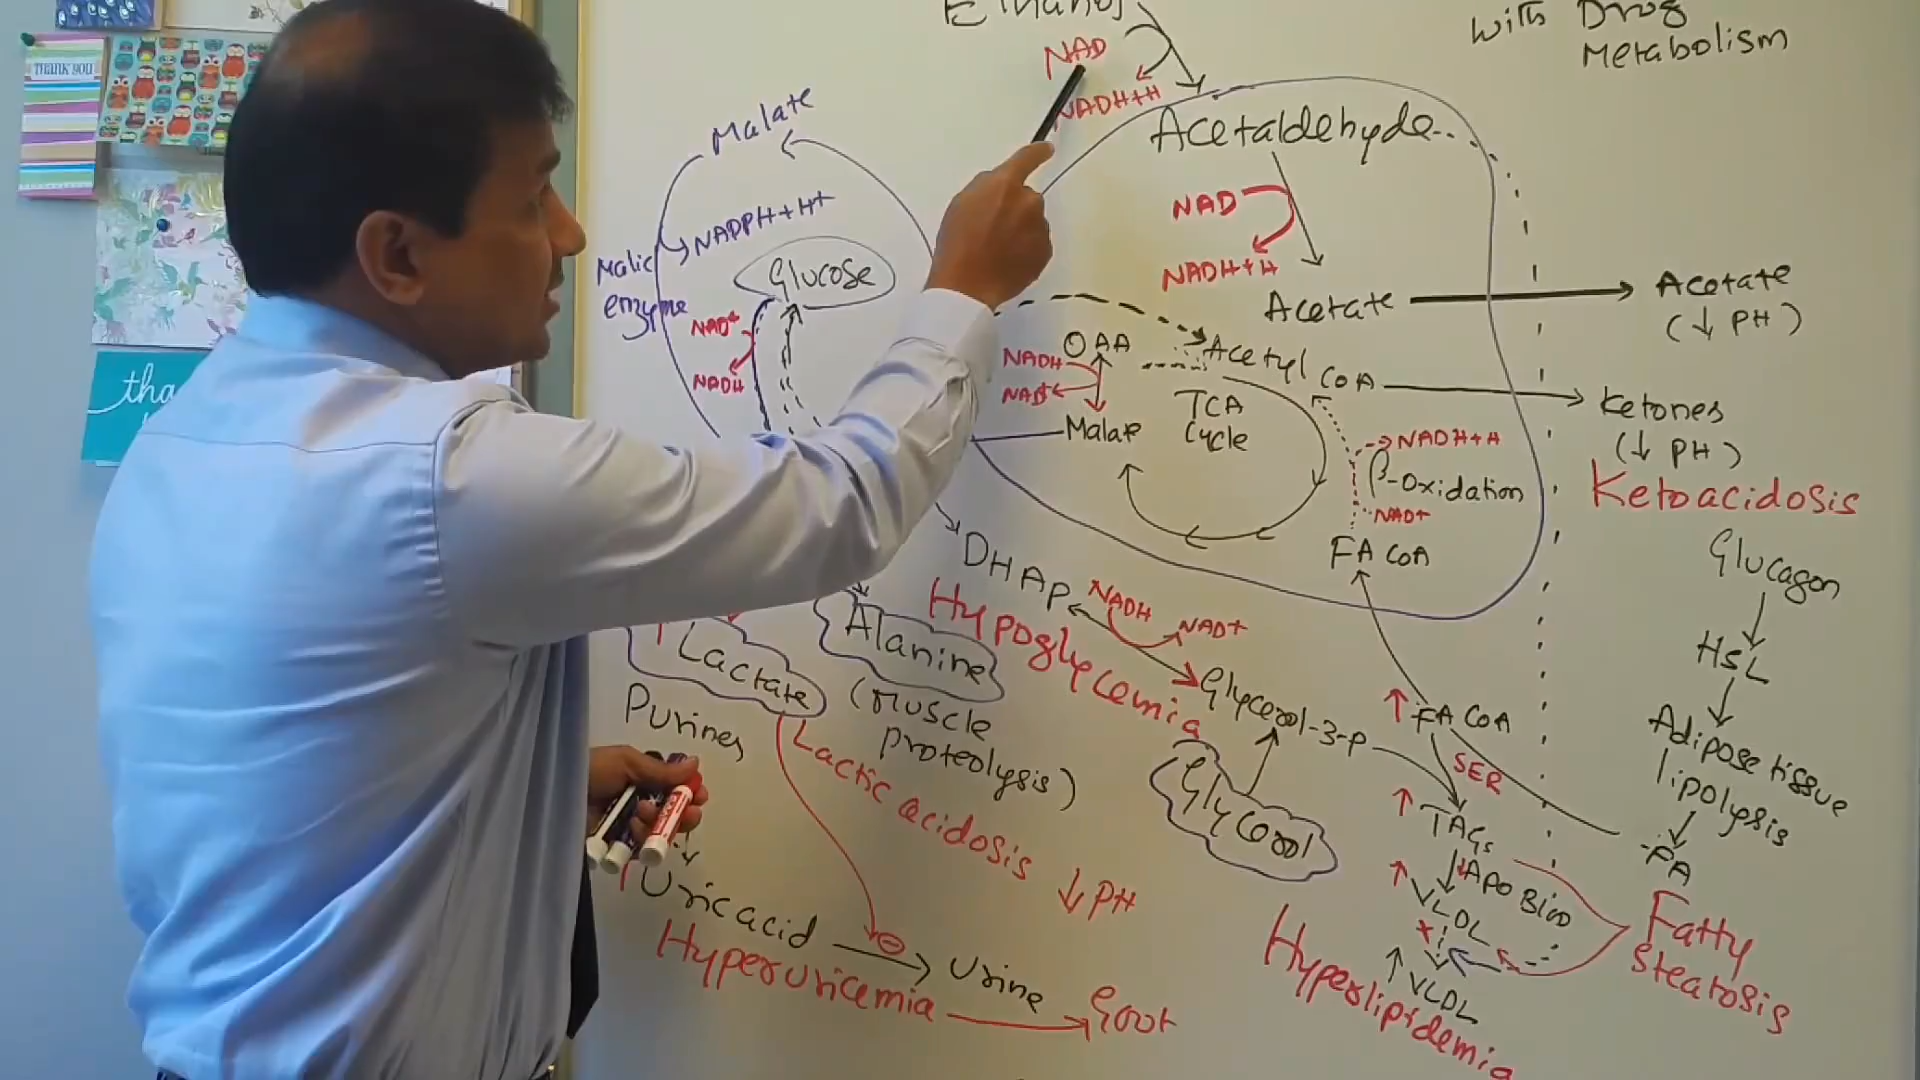 THANK YOU
tha
Ethanol
NAD
NADH+H
with Drug
Metabolism
Malate
NADPH+H+
Malic
enzyme
Glucose
NAD+
NADH
Acetaldehyde..
NAD
NADH+H
Acetate
Acetate
(↓ PH)
OAA
NADH
NAD+
Malate
Acetyl COA
TCA
Cycle
Ketones
(↓ PH)
Ketoacidosis
NADH+H
β-Oxidation
NAD+
FA COA
DHAP
NADH
NAD+
Hypoglycemia
Glycerol-3-P
Glycerol
Glucagon
HSL
Adipose tissue
lipolysis
FA
↑ FA COA
SER
↑ TAGs
↓APO B100
↑ VLDL
↑ VLDL
Hyperlipidemia
Fatty
Steatosis
↑ Lactate
Alanine
(Muscle
proteolysis)
Purines
Lactic acidosis ↓ PH
↑ Uric acid
Urine
Hyperuricemia
Gout